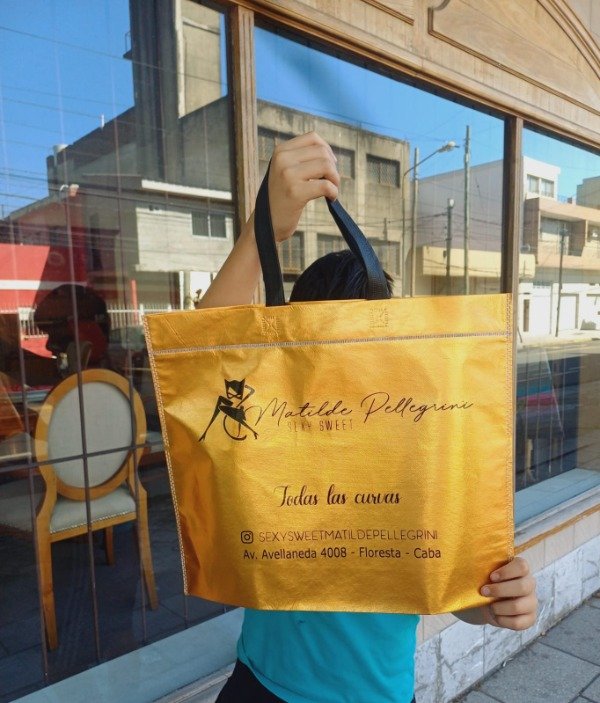 Matilde Pellegrini
SEXY SWEET
Todas las curvas
SEXYSWEETMATILDEPELLEGRINI
Av. Avellaneda 4008 - Floresta - Caba